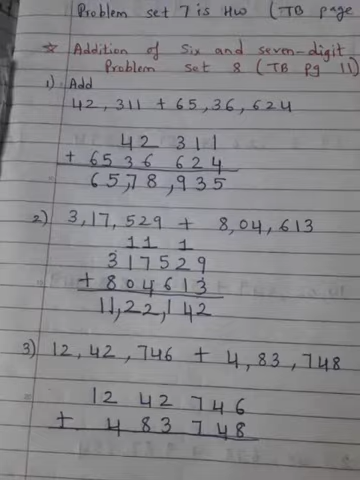 Problem set 7 is HW (TB page
* Addition of Six and seven-digit
Problem set 8 (TB pg 11)
1) Add
42,311 + 65,36,624
42 311
+ 6536 624
65,78,935
2) 3,17,529 + 8,04,613
11 1
317529
+ 804613
11,22,142
3) 12,42,746 + 4,83,748
12 42 746
+ 4 83 748